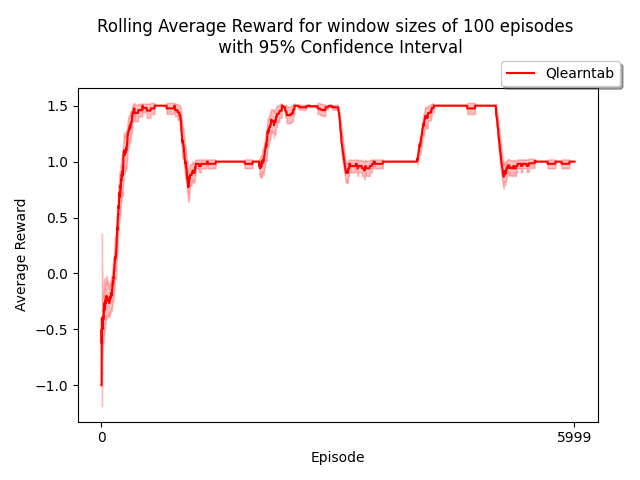 Rolling Average Reward for window sizes of 100 episodes
with 95% Confidence Interval
Qlearntab
1.5
1.0
0.5
0.0
−0.5
−1.0
Average Reward
0
5999
Episode